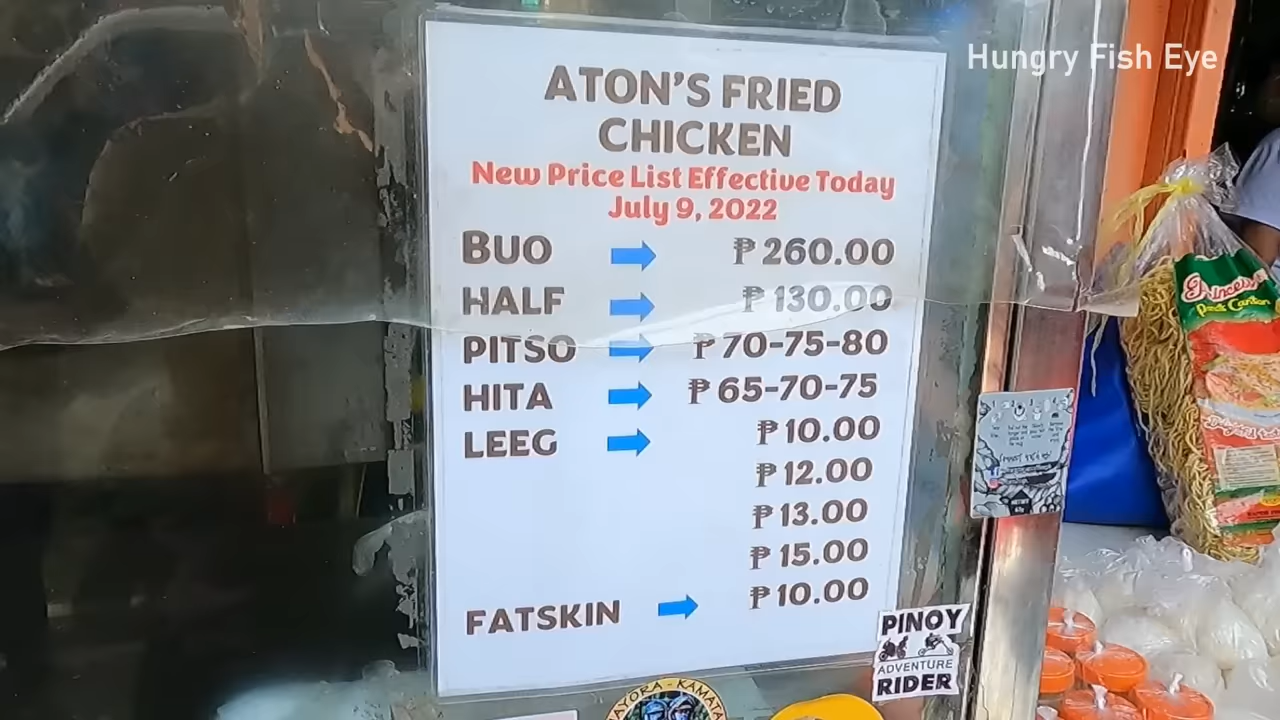 Hungry Fish Eye
ATON'S FRIED
CHICKEN
New Price List Effective Today
July 9, 2022
BUO ₱ 260.00
HALF ₱ 130.00
PITSO ₱ 70-75-80
HITA ₱ 65-70-75
LEEG ₱ 10.00
₱ 12.00
₱ 13.00
₱ 15.00
FATSKIN ₱ 10.00
PINOY
ADVENTURE
RIDER
Princess